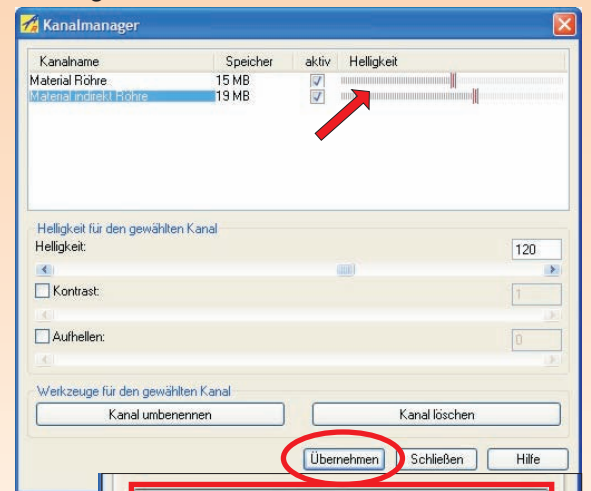 Kanalmanager
Kanalname Speicher aktiv Helligkeit
Material Röhre 15 MB
Material indirekt Röhre 19 MB
Helligkeit für den gewählten Kanal
Helligkeit: 120
Kontrast: 1
Aufhellen: 0
Werkzeuge für den gewählten Kanal
Kanal umbenennen Kanal löschen
Übernehmen Schließen Hilfe